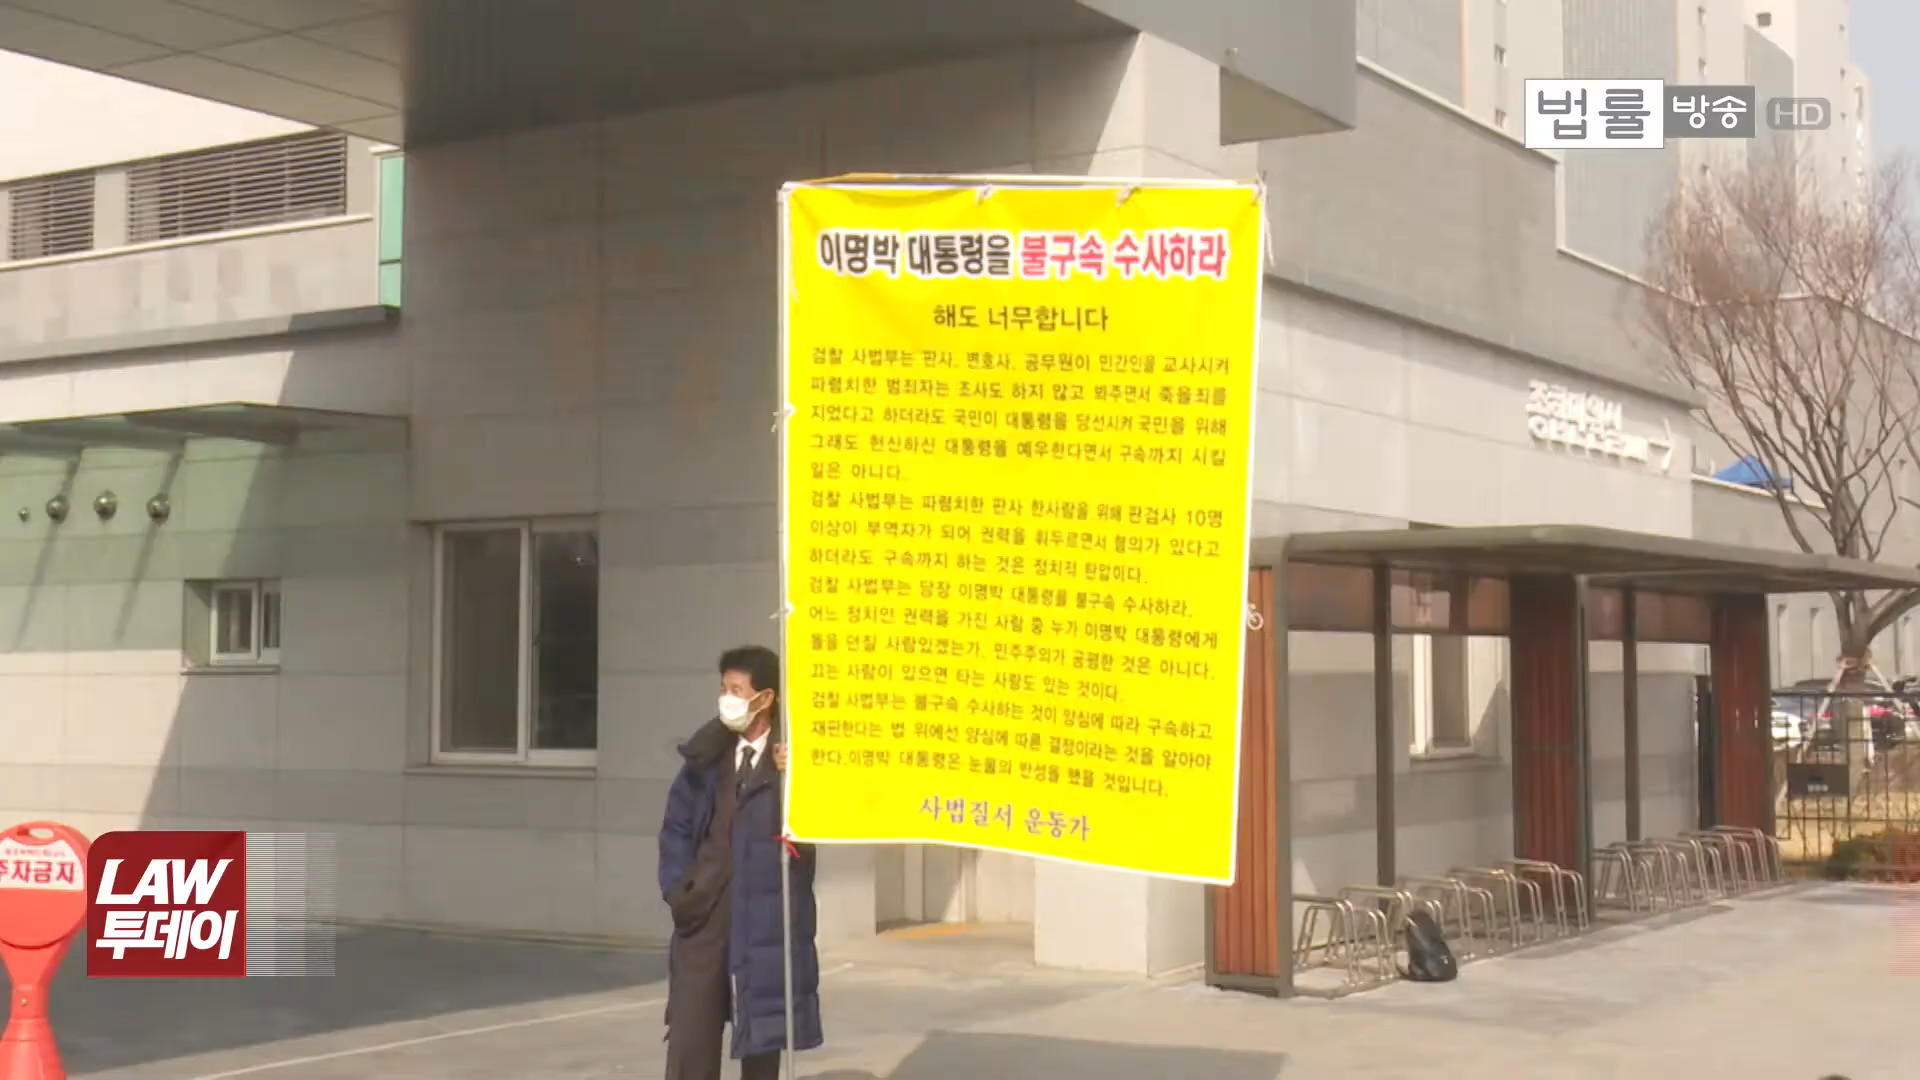 법률방송 HD
이명박 대통령을 불구속 수사하라
해도 너무합니다
검찰 사법부는 판사, 변호사, 공무원이 민간인을 교사시켜
파렴치한 범죄자는 조사도 하지 않고 봐주면서 죽을죄를
지었다고 하더라도 국민이 대통령을 당선시켜 국민을 위해
그래도 헌신하신 대통령을 예우한다면서 구속까지 시킬
일은 아니다.
검찰 사법부는 파렴치한 판사 한사람을 위해 판검사 10명
이상이 부역자가 되어 권력을 휘두르면서 혐의가 있다고
하더라도 구속까지 하는 것은 정치적 탄압이다.
검찰 사법부는 당장 이명박 대통령을 불구속 수사하라.
어느 정치인 권력을 가진 사람 중 누가 이명박 대통령에게
돌을 던질 사람있겠는가. 민주주의가 공평한 것은 아니다.
끄는 사람이 있으면 타는 사람도 있는 것이다.
검찰 사법부는 불구속 수사하는 것이 양심에 따라 구속하고
재판한다는 법 위에선 양심에 따른 결정이라는 것을 알아야
한다.이명박 대통령은 눈물의 반성을 했을 것입니다.
사법질서 운동가
종합민원실
주차금지
LAW
투데이